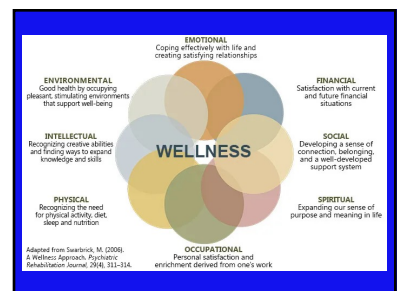 EMOTIONAL
Coping effectively with life and
creating satisfying relationships
ENVIRONMENTAL
Good health by occupying
pleasant, stimulating environments
that support well-being
FINANCIAL
Satisfaction with current
and future financial
situations
INTELLECTUAL
Recognizing creative abilities
and finding ways to expand
knowledge and skills
WELLNESS
SOCIAL
Developing a sense of
connection, belonging,
and a well-developed
support system
PHYSICAL
Recognizing the need
for physical activity, diet,
sleep and nutrition
SPIRITUAL
Expanding our sense of
purpose and meaning in life
OCCUPATIONAL
Personal satisfaction and
enrichment derived from one's work
Adapted from Swarbrick, M. (2006).
A Wellness Approach. Psychiatric
Rehabilitation Journal, 29(4), 311–314.